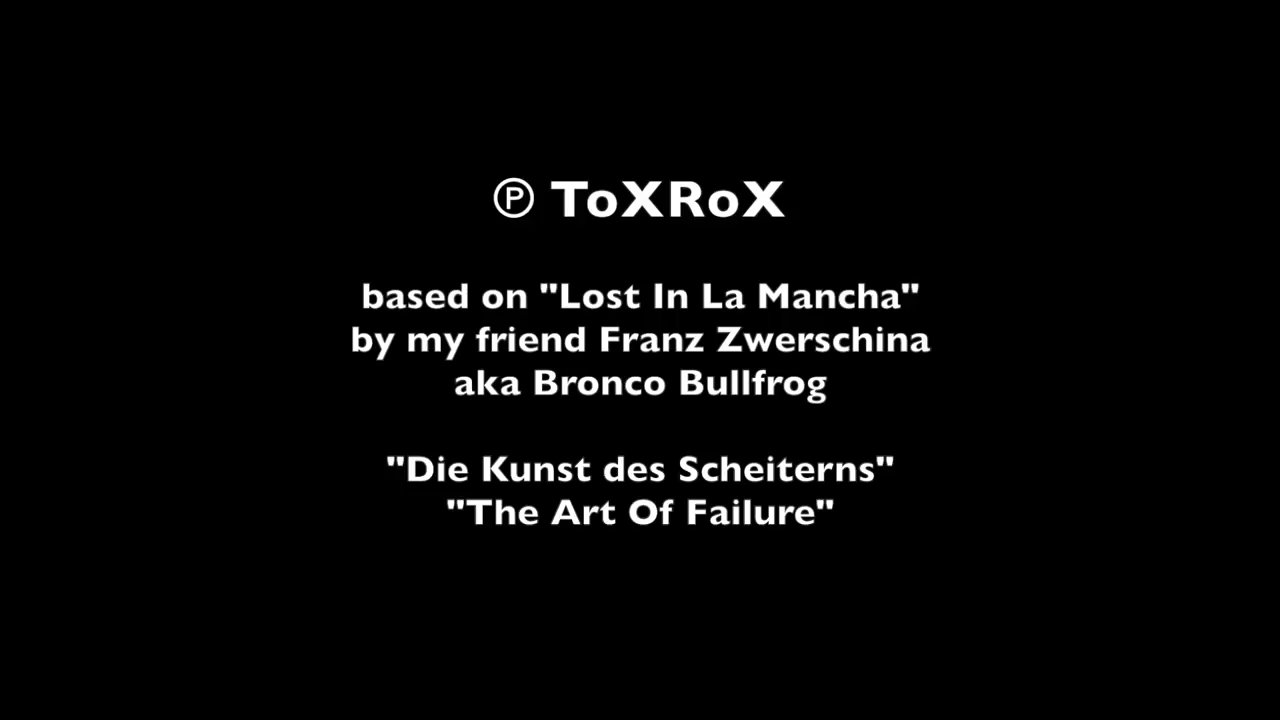 ℗ ToXRoX
based on "Lost In La Mancha"
by my friend Franz Zwerschina
aka Bronco Bullfrog
"Die Kunst des Scheiterns"
"The Art Of Failure"